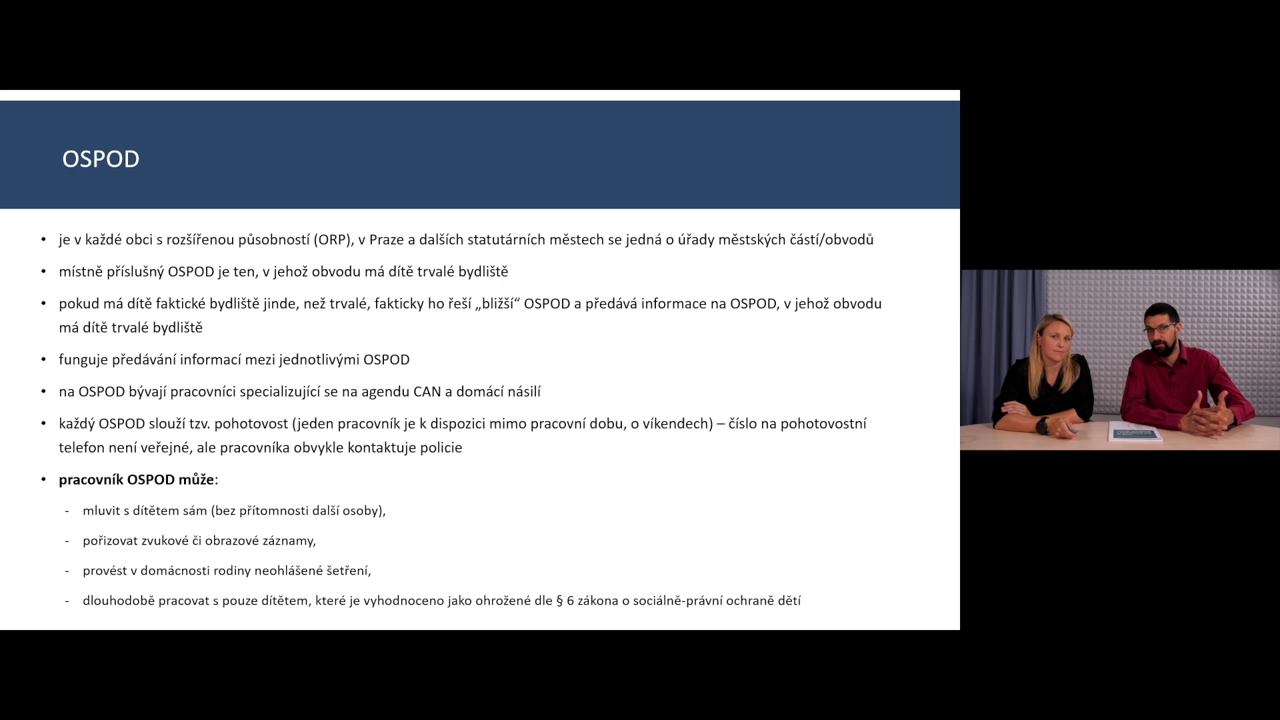 OSPOD
• je v každé obci s rozšířenou působností (ORP), v Praze a dalších statutárních městech se jedná o úřady městských částí/obvodů
• místně příslušný OSPOD je ten, v jehož obvodu má dítě trvalé bydliště
• pokud má dítě faktické bydliště jinde, než trvalé, fakticky ho řeší „bližší“ OSPOD a předává informace na OSPOD, v jehož obvodu
má dítě trvalé bydliště
• funguje předávání informací mezi jednotlivými OSPOD
• na OSPOD bývají pracovníci specializující se na agendu CAN a domácí násilí
• každý OSPOD slouží tzv. pohotovost (jeden pracovník je k dispozici mimo pracovní dobu, o víkendech) – číslo na pohotovostní
telefon není veřejné, ale pracovníka obvykle kontaktuje policie
• pracovník OSPOD může:
- mluvit s dítětem sám (bez přítomnosti další osoby),
- pořizovat zvukové či obrazové záznamy,
- provést v domácnosti rodiny neohlášené šetření,
- dlouhodobě pracovat s pouze dítětem, které je vyhodnoceno jako ohrožené dle § 6 zákona o sociálně-právní ochraně dětí